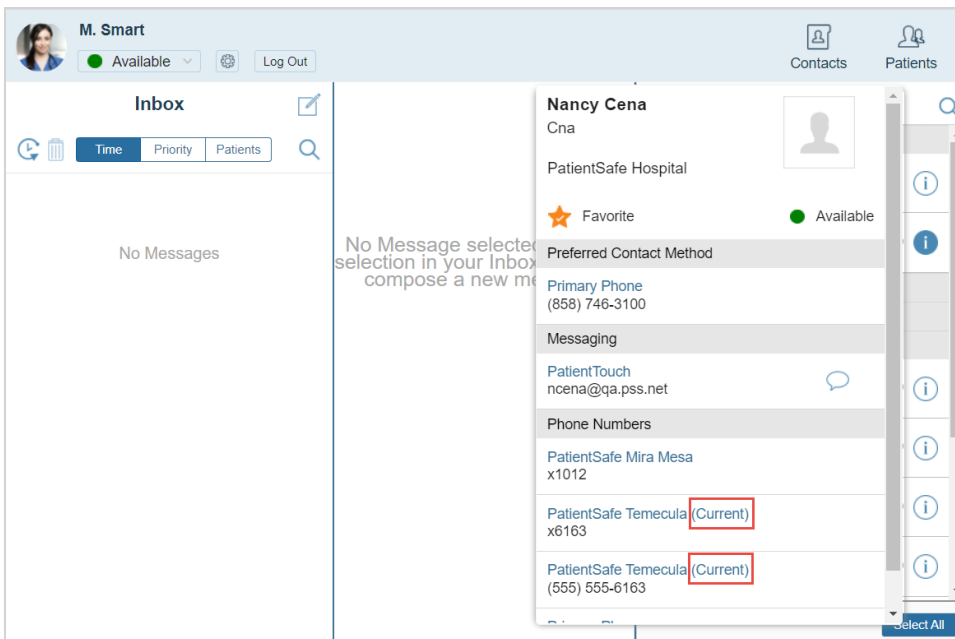 M. Smart
Available
Log Out
Contacts
Patients
Inbox
Time
Priority
Patients
No Messages
No Message selected
selection in your Inbox
compose a new me
Nancy Cena
Cna
PatientSafe Hospital
Favorite
Available
Preferred Contact Method
Primary Phone
(858) 746-3100
Messaging
PatientTouch
ncena@qa.pss.net
Phone Numbers
PatientSafe Mira Mesa
x1012
PatientSafe Temecula (Current)
x6163
PatientSafe Temecula (Current)
(555) 555-6163
Select All